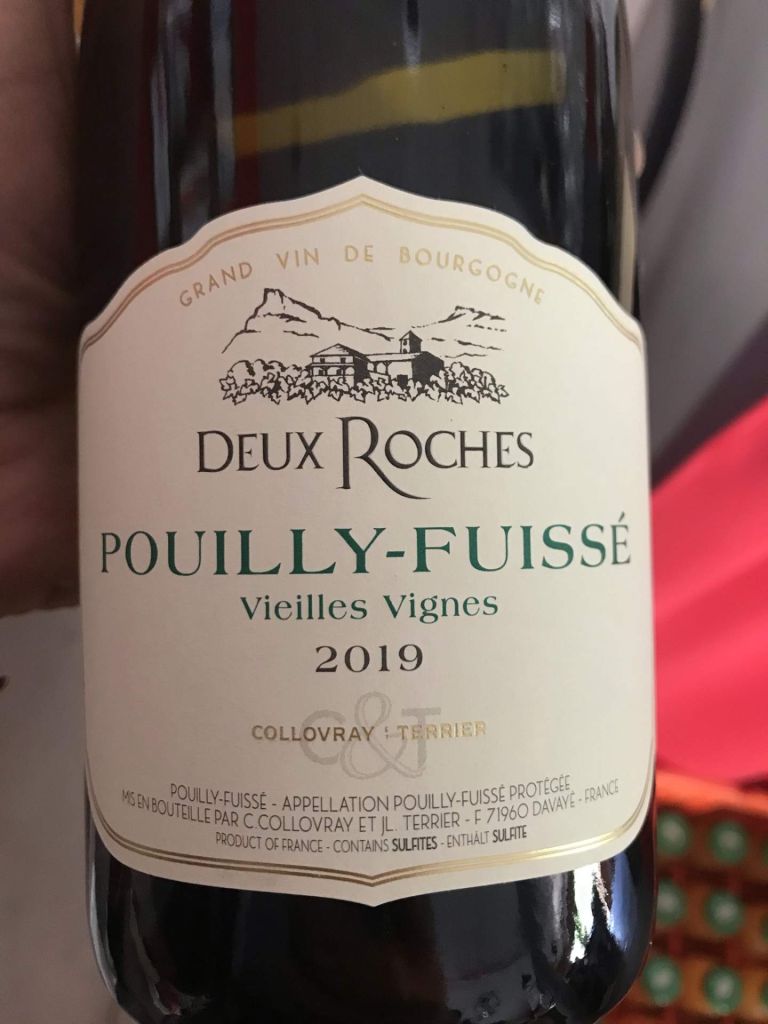 GRAND VIN DE BOURGOGNE
DEUX ROCHES
POUILLY-FUISSÉ
Vieilles Vignes
2019
C&T
COLLOVRAY & TERRIER
POUILLY-FUISSÉ - APPELLATION POUILLY-FUISSÉ PROTÉGÉE
MIS EN BOUTEILLE PAR C.COLLOVRAY ET JL. TERRIER - F 71960 DAVAYÉ - FRANCE
PRODUCT OF FRANCE - CONTAINS SULFITES - ENTHÄLT SULFITE